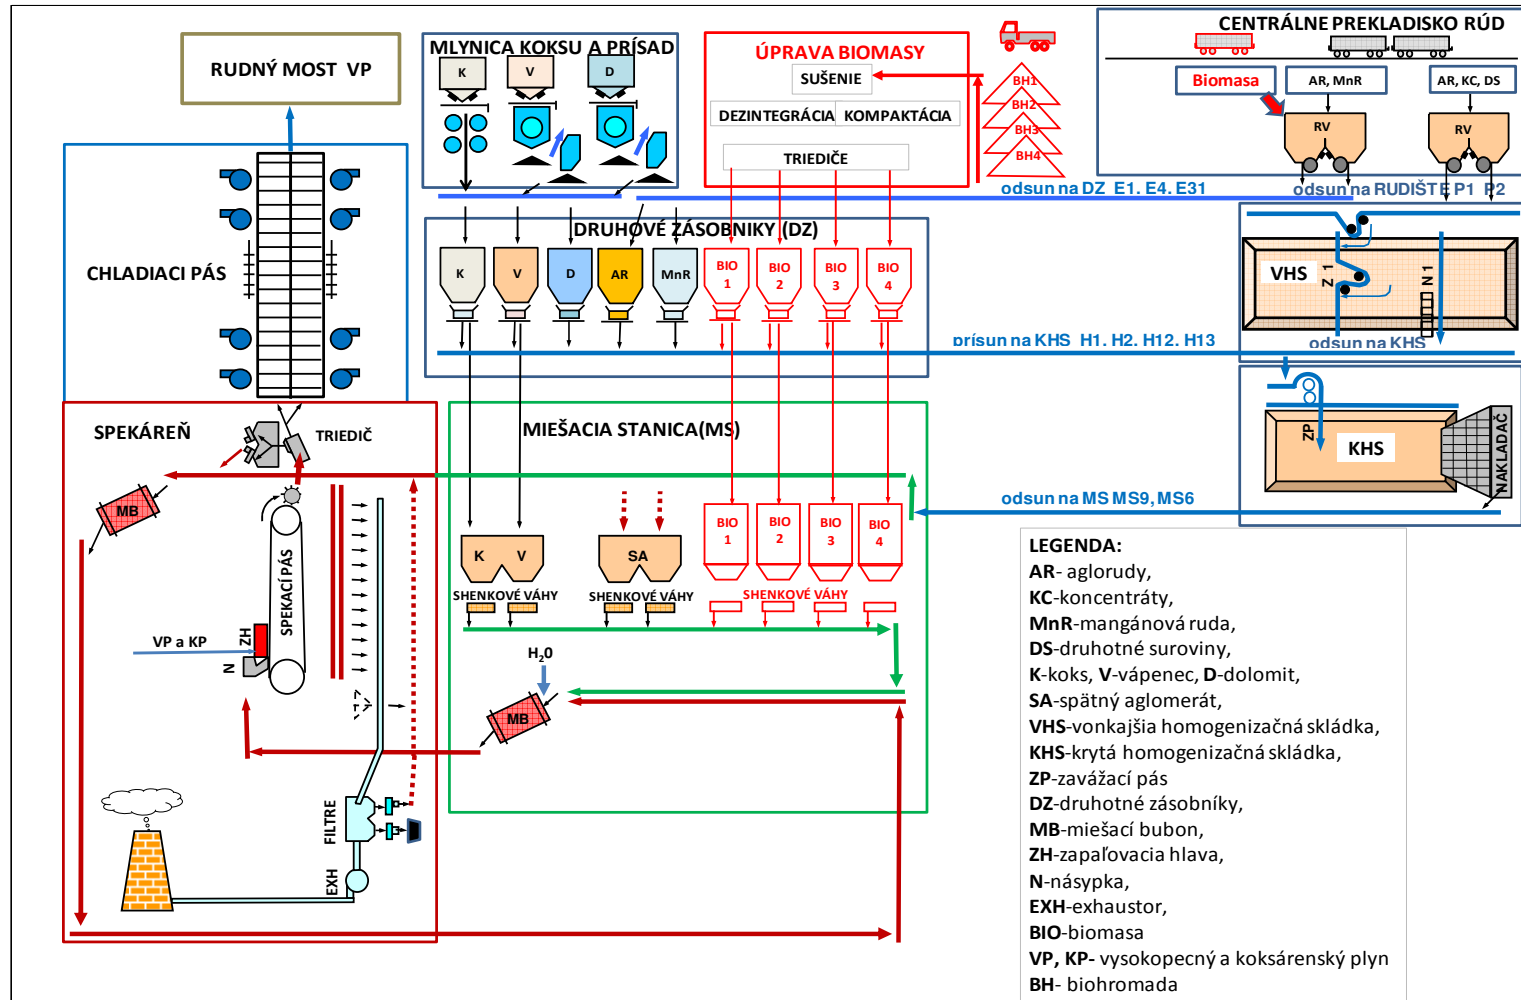 CENTRÁLNE PREKLADISKO RÚD
MLYNICA KOKSU A PRÍSAD
ÚPRAVA BIOMASY
RUDNÝ MOST VP
K
V
D
SUŠENIE
DEZINTEGRÁCIA
KOMPAKTÁCIA
TRIEDIČE
BH1
BH2
BH3
BH4
Biomasa
AR, MnR
AR, KC, DS
RV
RV
odsun na DZ E1. E4. E31
odsun na RUDIŠTE P1 P2
CHLADIACI PÁS
DRUHOVÉ ZÁSOBNIKY (DZ)
K
V
D
AR
MnR
BIO
1
BIO
2
BIO
3
BIO
4
VHS
Z 1
N 1
prísun na KHS H1. H2. H12. H13
odsun na KHS
SPEKÁREŇ
TRIEDIČ
MIEŠACIA STANICA(MS)
ZP
KHS
NAKLADAČ
odsun na MS MS9, MS6
MB
SPEKACÍ PÁS
K
V
SA
BIO
1
BIO
2
BIO
3
BIO
4
SHENKOVÉ VÁHY
SHENKOVÉ VÁHY
SHENKOVÉ VÁHY
VP a KP
ZH
N
H20
MB
FILTRE
EXH
LEGENDA:
AR- aglorudy,
KC-koncentráty,
MnR-mangánová ruda,
DS-druhotné suroviny,
K-koks, V-vápenec, D-dolomit,
SA-spätný aglomerát,
VHS-vonkajšia homogenizačná skládka,
KHS-krytá homogenizačná skládka,
ZP-zavážací pás
DZ-druhotné zásobníky,
MB-miešací bubon,
ZH-zapaľovacia hlava,
N-násypka,
EXH-exhaustor,
BIO-biomasa
VP, KP- vysokopecný a koksárenský plyn
BH- biohromada